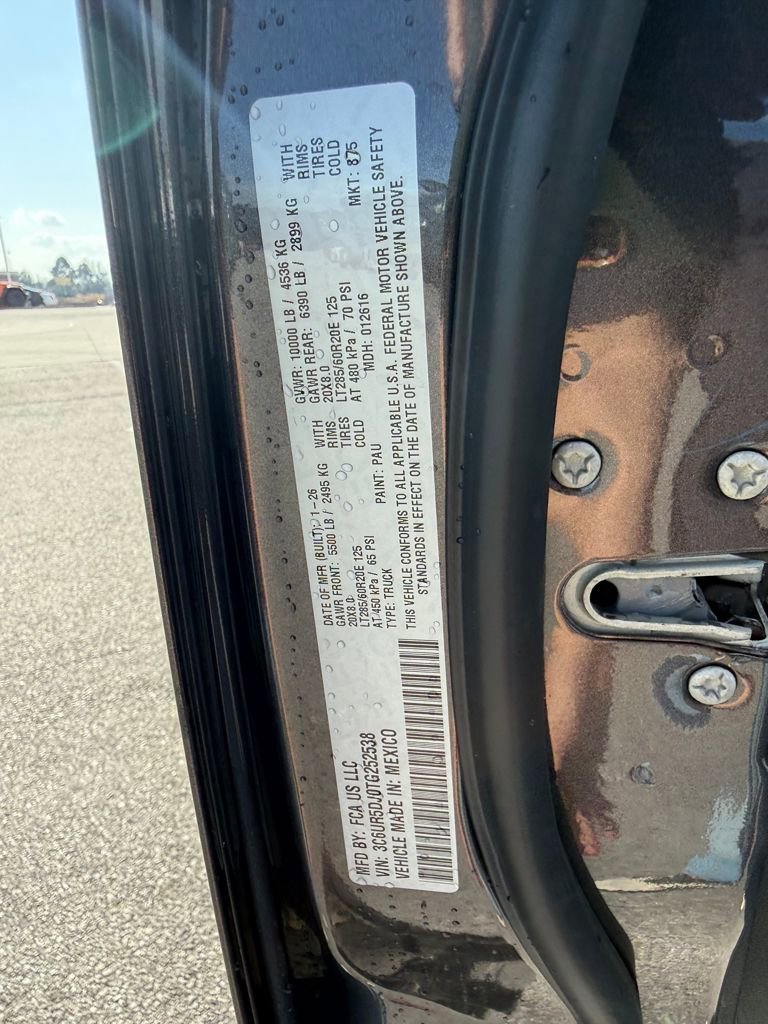 MFD BY: FCA US LLC
DATE OF MFR (BUILT): 1-26
GVWR: 10000 LB / 4536 KG
GAWR FRONT: 5500 LB / 2495 KG WITH
20X8.0 RIMS
LT285/60R20E 125 TIRES
AT 450 kPa / 65 PSI COLD
GAWR REAR: 6390 LB / 2899 KG WITH
20X8.0 RIMS
LT285/60R20E 125 TIRES
AT 480 kPa / 70 PSI COLD
VIN: 3C6UR5DJ0TG252538
TYPE: TRUCK PAINT: PAU MDH: 012616 MKT: 875
VEHICLE MADE IN: MEXICO
THIS VEHICLE CONFORMS TO ALL APPLICABLE U.S.A. FEDERAL MOTOR VEHICLE SAFETY
STANDARDS IN EFFECT ON THE DATE OF MANUFACTURE SHOWN ABOVE.